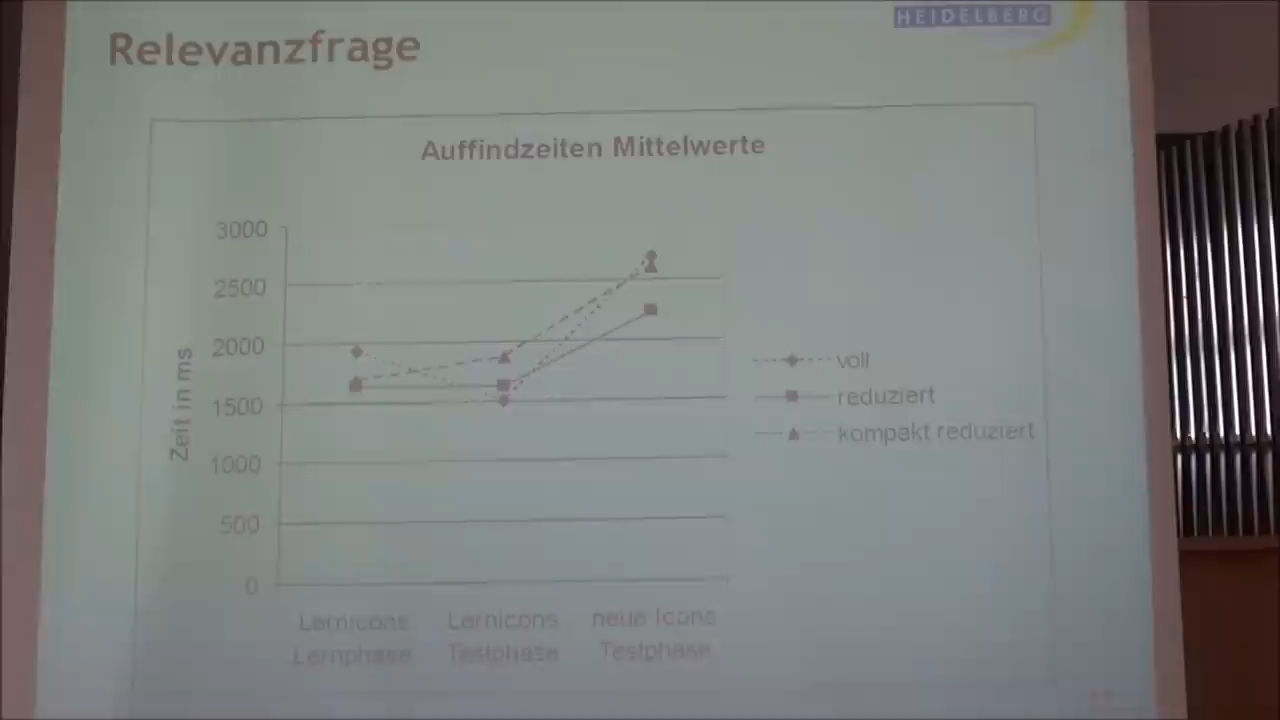 HEIDELBERG
Relevanzfrage
Auffindzeiten Mittelwerte
3000
2500
2000
1500
1000
500
0
Zeit in ms
voll
reduziert
kompakt reduziert
Lernicons Lernphase
Lernicons Testphase
neue Icons Testphase